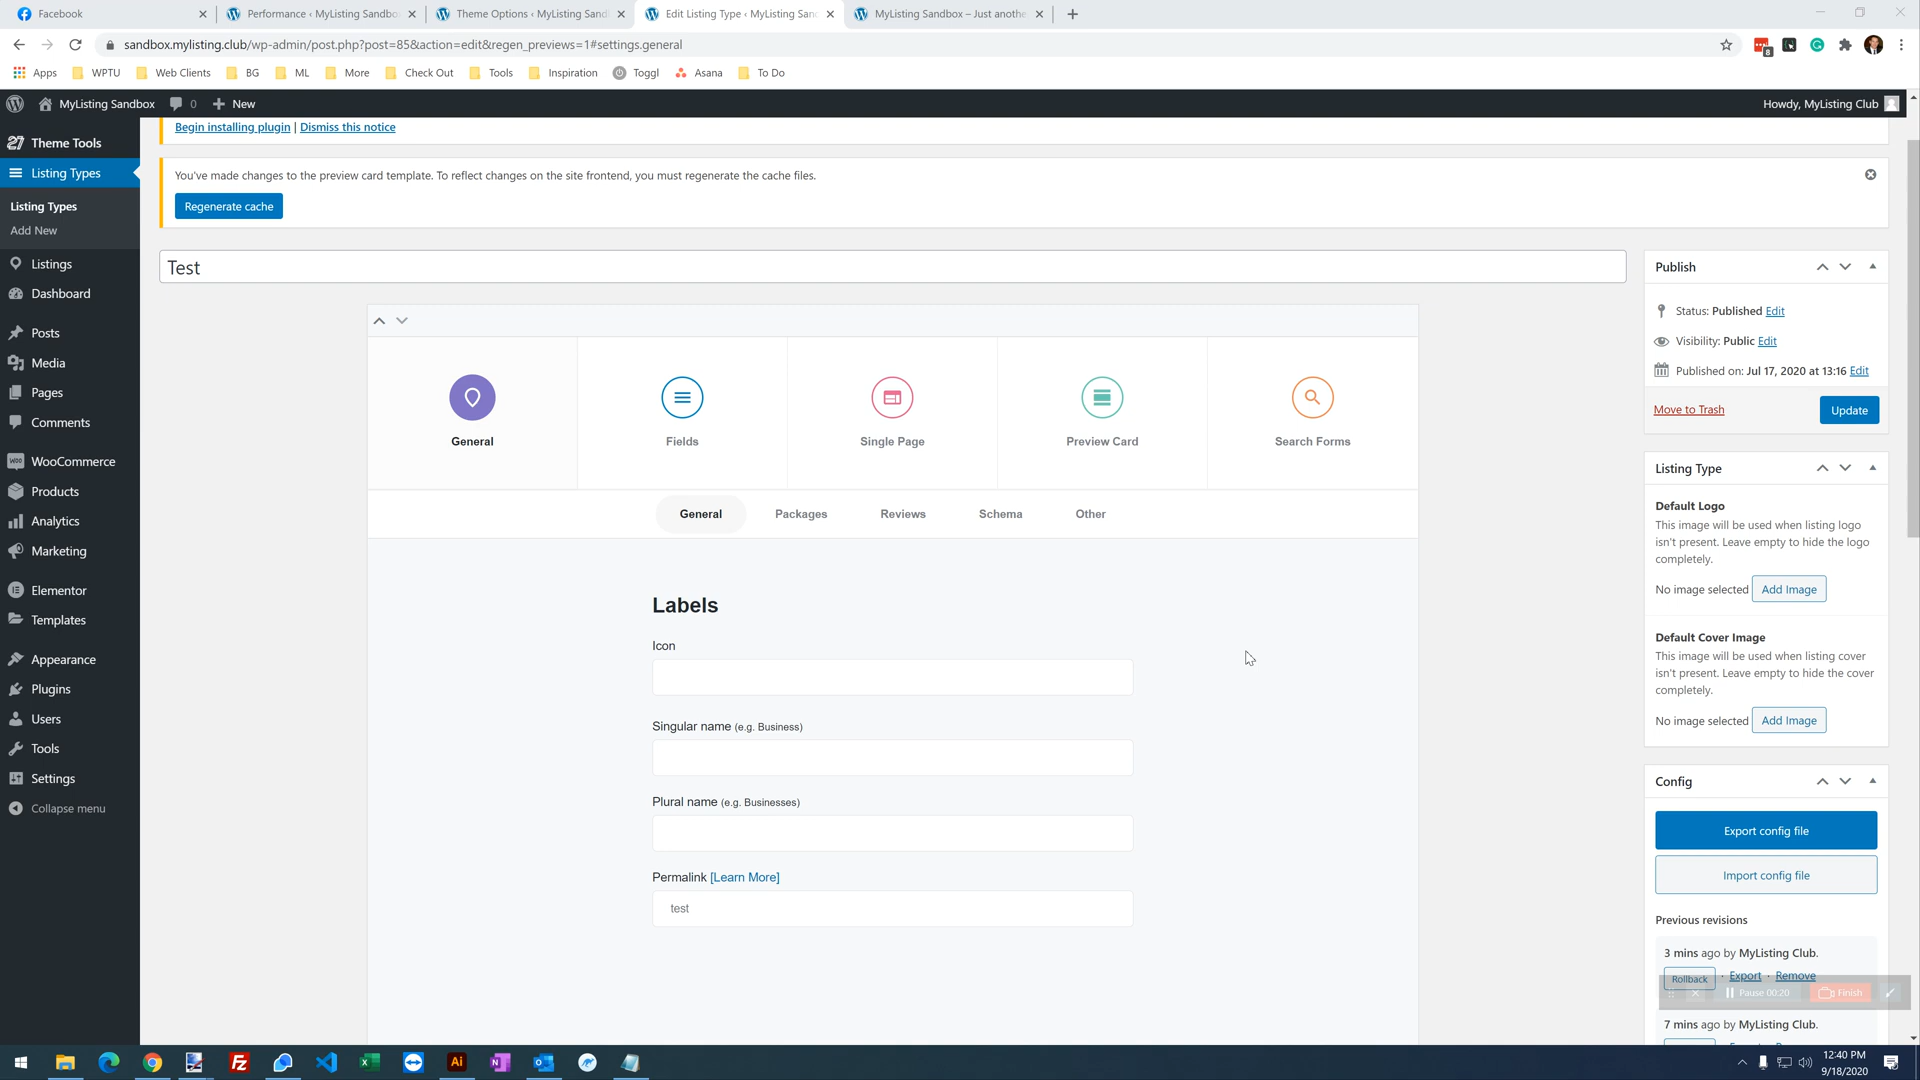 Facebook
Performance ‹ MyListing Sandbox
Theme Options ‹ MyListing Sand
Edit Listing Type ‹ MyListing San
MyListing Sandbox – Just anothe
sandbox.mylisting.club/wp-admin/post.php?post=85&action=edit&regen_previews=1#settings.general
8
Apps
WPTU
Web Clients
BG
ML
More
Check Out
Tools
Inspiration
Toggl
Asana
To Do
MyListing Sandbox
0
New
Howdy, MyListing Club
27 Theme Tools
Listing Types
Listing Types
Add New
Listings
Dashboard
Posts
Media
Pages
Comments
WooCommerce
Products
Analytics
Marketing
Elementor
Templates
Appearance
Plugins
Users
Tools
Settings
Collapse menu
Begin installing plugin | Dismiss this notice
You've made changes to the preview card template. To reflect changes on the site frontend, you must regenerate the cache files.
Regenerate cache
Test
General
Fields
Single Page
Preview Card
Search Forms
General
Packages
Reviews
Schema
Other
Labels
Icon
Singular name (e.g. Business)
Plural name (e.g. Businesses)
Permalink [Learn More]
test
Publish
Status: Published Edit
Visibility: Public Edit
Published on: Jul 17, 2020 at 13:16 Edit
Move to Trash
Update
Listing Type
Default Logo
This image will be used when listing logo
isn't present. Leave empty to hide the logo
completely.
No image selected Add Image
Default Cover Image
This image will be used when listing cover
isn't present. Leave empty to hide the cover
completely.
No image selected Add Image
Config
Export config file
Import config file
Previous revisions
3 mins ago by MyListing Club.
Rollback · Export · Remove
Pause 00:20
Finish
7 mins ago by MyListing Club.
Fz
Ai
12:40 PM
9/18/2020